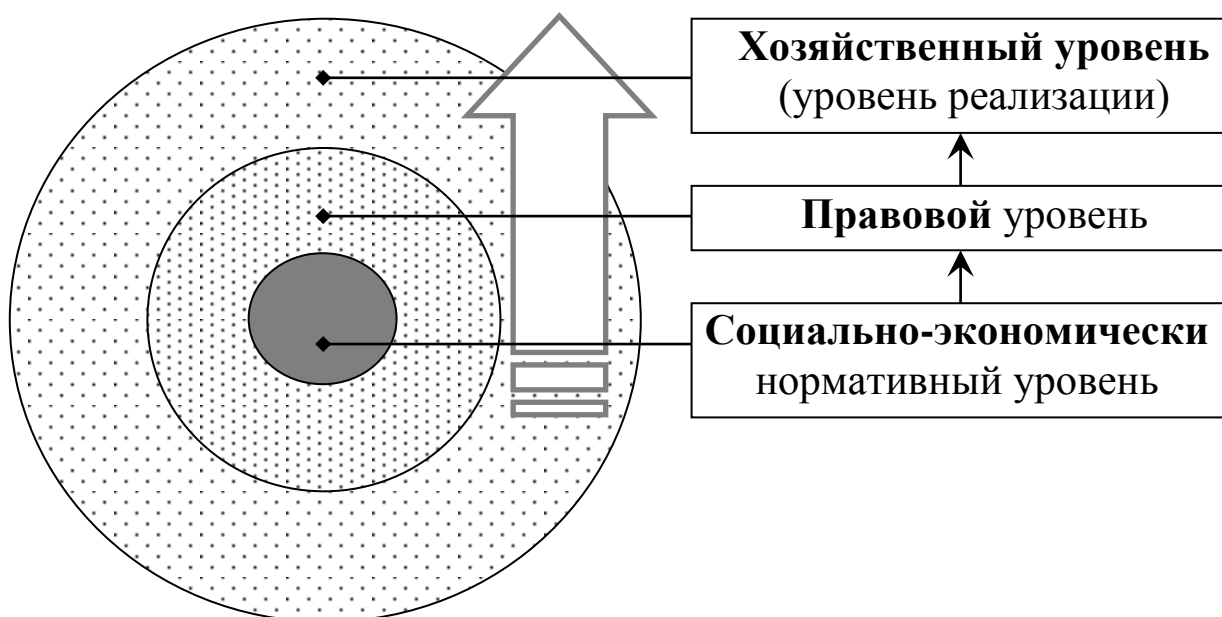 Хозяйственный уровень
(уровень реализации)
Правовой уровень
Социально-экономически
нормативный уровень